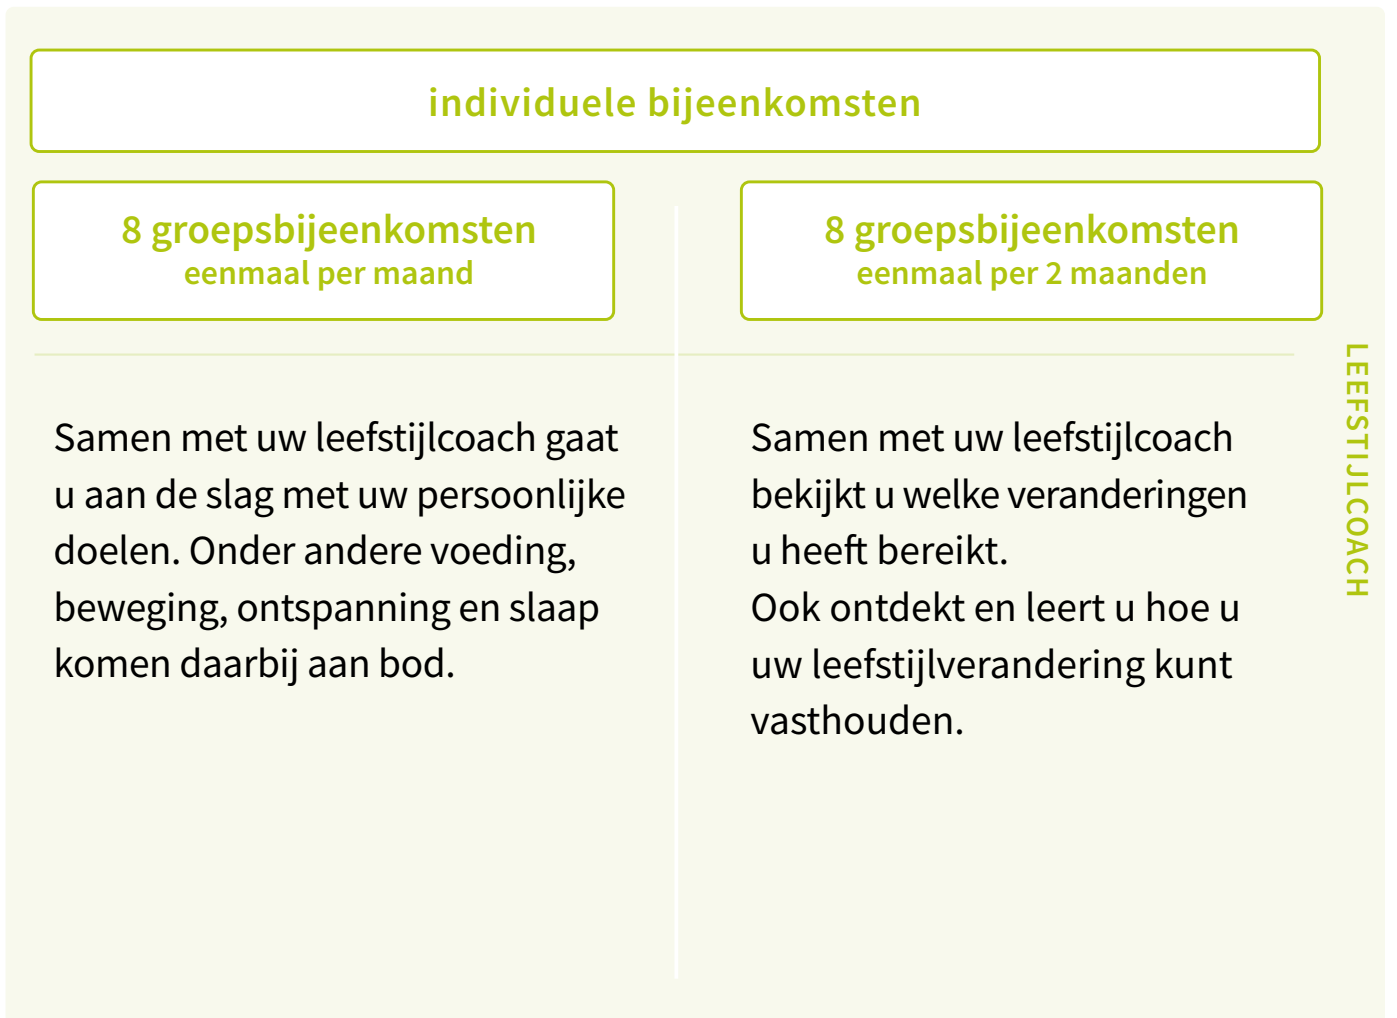 individuele bijeenkomsten
8 groepsbijeenkomsten
eenmaal per maand
8 groepsbijeenkomsten
eenmaal per 2 maanden
Samen met uw leefstijlcoach gaat
u aan de slag met uw persoonlijke
doelen. Onder andere voeding,
beweging, ontspanning en slaap
komen daarbij aan bod.
Samen met uw leefstijlcoach
bekijkt u welke veranderingen
u heeft bereikt.
Ook ontdekt en leert u hoe u
uw leefstijlverandering kunt
vasthouden.
LEEFSTIJLCOACH